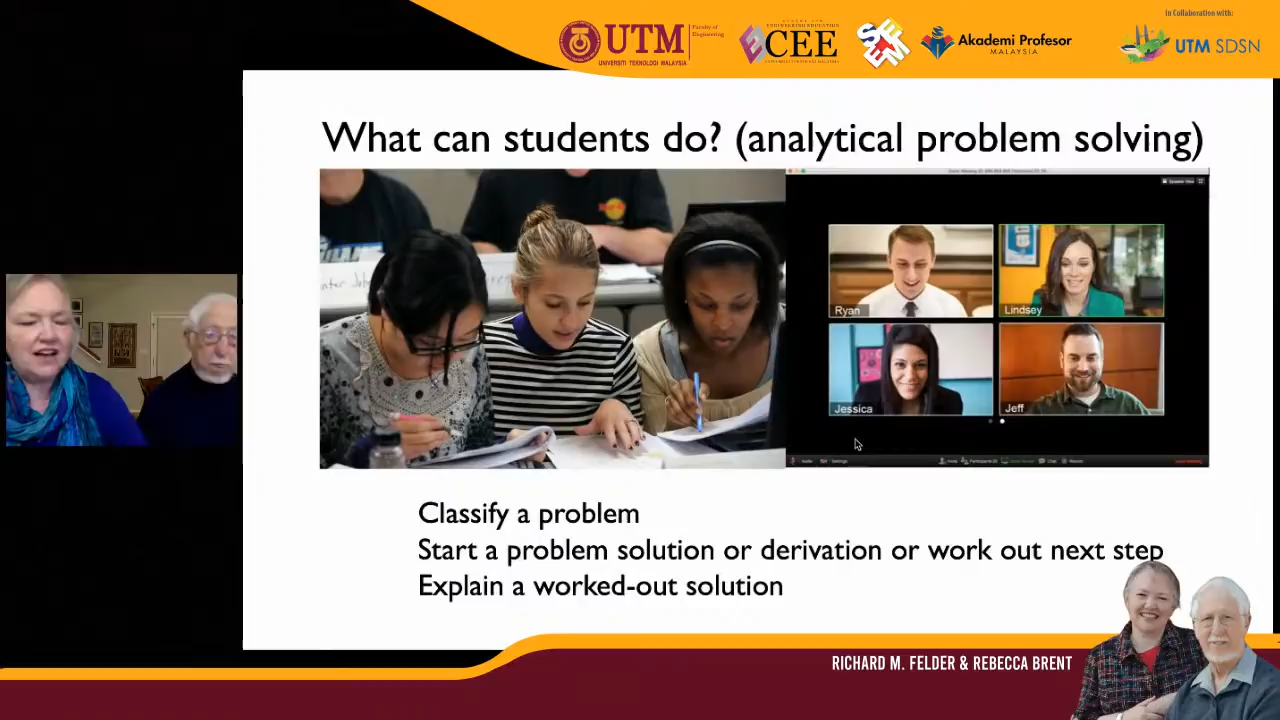 In Collaboration with:
UTM
UNIVERSITI TEKNOLOGI MALAYSIA
Faculty of
Engineering
CEE
Akademi Profesor
MALAYSIA
UTM SDSN
What can students do? (analytical problem solving)
Ryan
Lindsey
Jessica
Jeff
Classify a problem
Start a problem solution or derivation or work out next step
Explain a worked-out solution
RICHARD M. FELDER & REBECCA BRENT